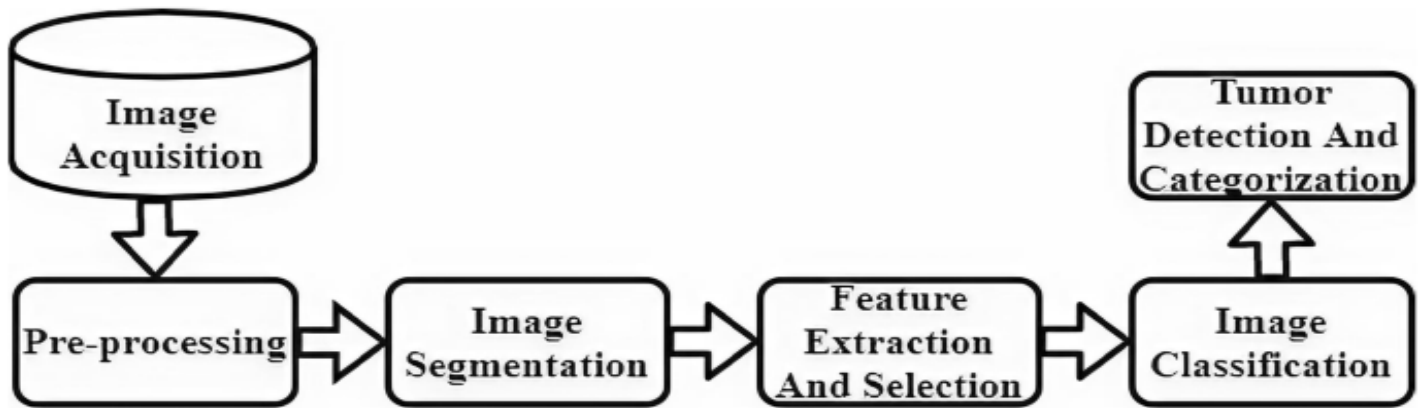 Image
Acquisition
Pre-processing
Image
Segmentation
Feature
Extraction
And Selection
Image
Classification
Tumor
Detection And
Categorization